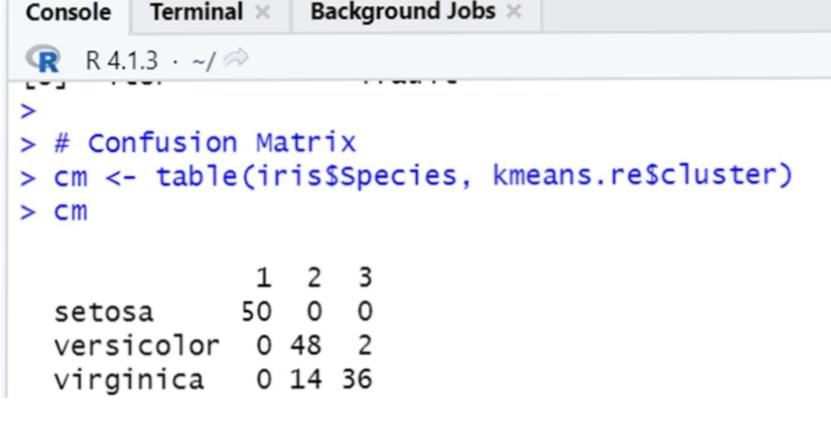 Console Terminal × Background Jobs ×
R R 4.1.3 · ~/
>
> # Confusion Matrix
> cm <- table(iris$Species, kmeans.re$cluster)
> cm
1 2 3
setosa 50 0 0
versicolor 0 48 2
virginica 0 14 36